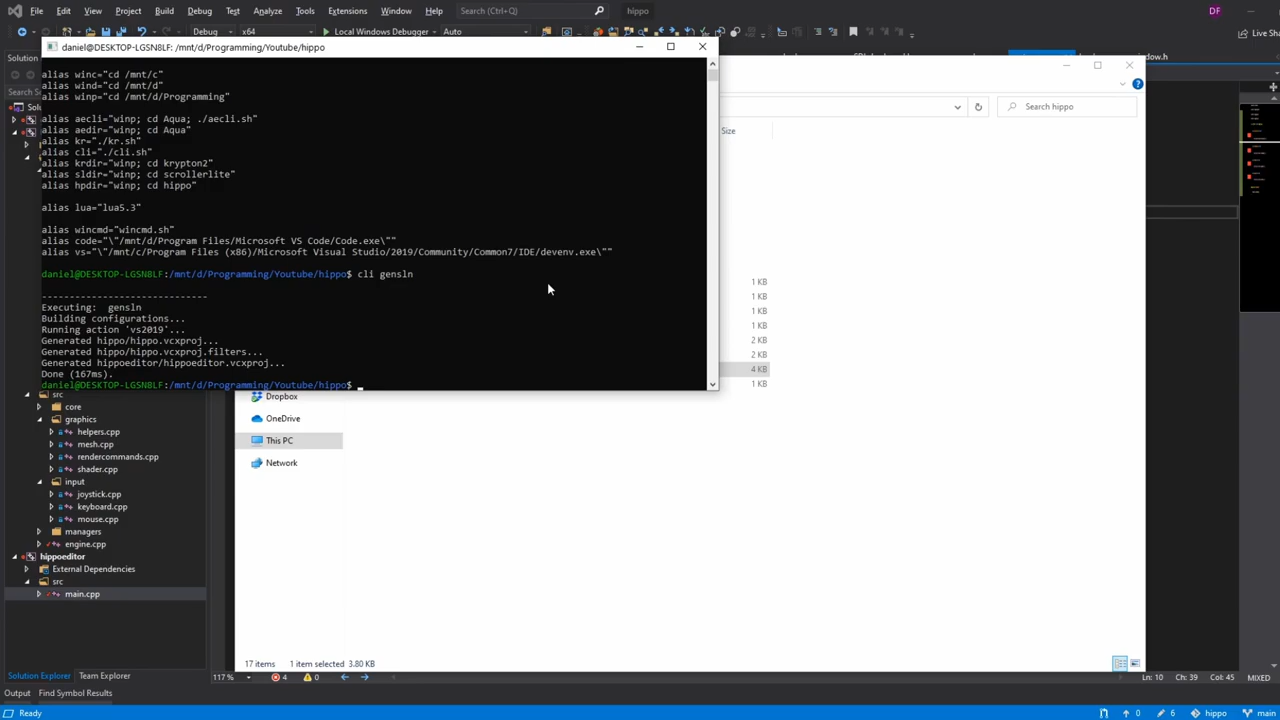 File Edit View Project Build Debug Test Analyze Tools Extensions Window Help Search (Ctrl+Q) hippo DF
Debug x64 Local Windows Debugger Auto Live Sha
daniel@DESKTOP-LGSN8LF: /mnt/d/Programming/Youtube/hippo
window.h
Solution
Search S
Solu
alias winc="cd /mnt/c"
alias wind="cd /mnt/d"
alias winp="cd /mnt/d/Programming"
alias aecli="winp; cd Aqua; ./aecli.sh"
alias aedir="winp; cd Aqua"
alias kr="./kr.sh"
alias cli="./cli.sh"
alias krdir="winp; cd krypton2"
alias sldir="winp; cd scrollerlite"
alias hpdir="winp; cd hippo"
alias lua="lua5.3"
alias wincmd="wincmd.sh"
alias code="\"/mnt/d/Program Files/Microsoft VS Code/Code.exe\""
alias vs="\"/mnt/c/Program Files (x86)/Microsoft Visual Studio/2019/Community/Common7/IDE/devenv.exe\""
daniel@DESKTOP-LGSN8LF:/mnt/d/Programming/Youtube/hippo$ cli gensln
------------------------------
Executing:  gensln
Building configurations...
Running action 'vs2019'...
Generated hippo/hippo.vcxproj...
Generated hippo/hippo.vcxproj.filters...
Generated hippoeditor/hippoeditor.vcxproj...
Done (167ms).
daniel@DESKTOP-LGSN8LF:/mnt/d/Programming/Youtube/hippo$
Search hippo
Size
1 KB
1 KB
1 KB
1 KB
2 KB
2 KB
4 KB
1 KB
Dropbox
OneDrive
This PC
Network
17 items 1 item selected 3.80 KB
src
core
graphics
helpers.cpp
mesh.cpp
rendercommands.cpp
shader.cpp
input
joystick.cpp
keyboard.cpp
mouse.cpp
managers
engine.cpp
hippoeditor
External Dependencies
src
main.cpp
Solution Explorer Team Explorer
117 % 4 0 Ln: 10 Ch: 39 Col: 45 MIXED
Output Find Symbol Results
Ready 0 6 hippo main